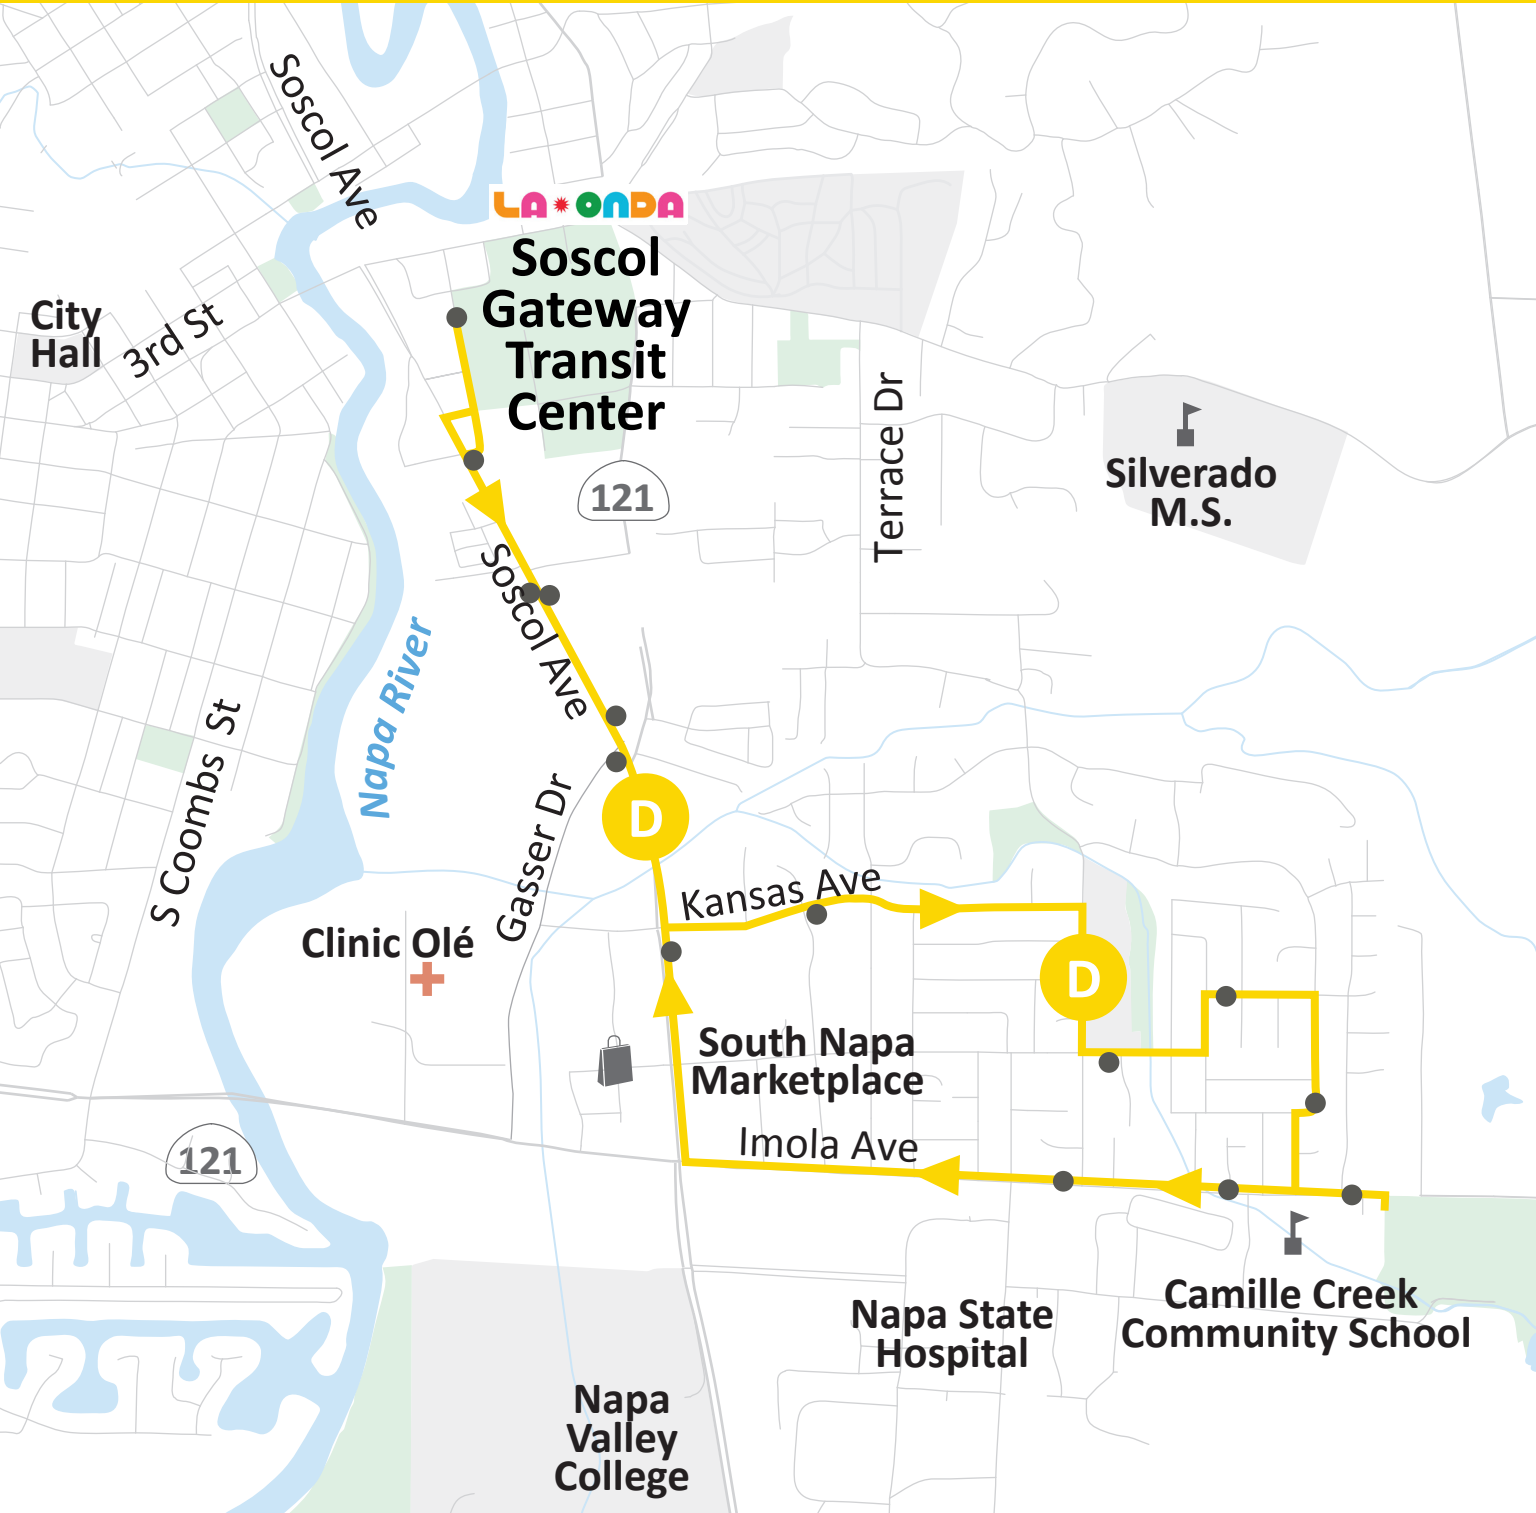 Soscol Ave
LA ONDA
Soscol
Gateway
Transit
Center
City
Hall
3rd St
Terrace Dr
Silverado
M.S.
121
Soscol Ave
Napa River
S Coombs St
Gasser Dr
D
Kansas Ave
Clinic Olé
D
South Napa
Marketplace
Imola Ave
121
Camille Creek
Community School
Napa State
Hospital
Napa
Valley
College